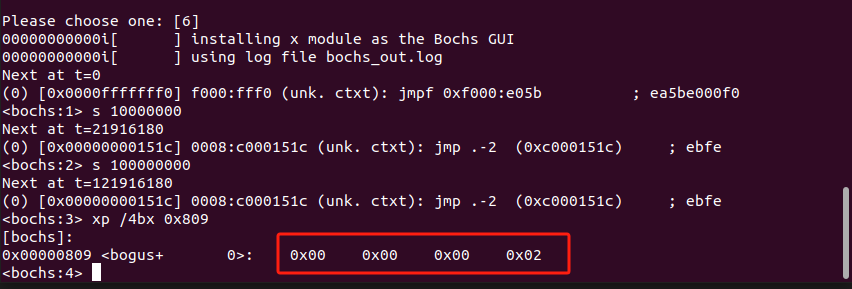 Please choose one: [6]
00000000000i[      ] installing x module as the Bochs GUI
00000000000i[      ] using log file bochs_out.log
Next at t=0
(0) [0x0000fffffff0] f000:fff0 (unk. ctxt): jmpf 0xf000:e05b          ; ea5be000f0
<bochs:1> s 10000000
Next at t=21916180
(0) [0x00000000151c] 0008:c000151c (unk. ctxt): jmp .-2  (0xc000151c)     ; ebfe
<bochs:2> s 100000000
Next at t=121916180
(0) [0x00000000151c] 0008:c000151c (unk. ctxt): jmp .-2  (0xc000151c)     ; ebfe
<bochs:3> xp /4bx 0x809
[bochs]:
0x00000809 <bogus+       0>:    0x00    0x00    0x00    0x02
<bochs:4>